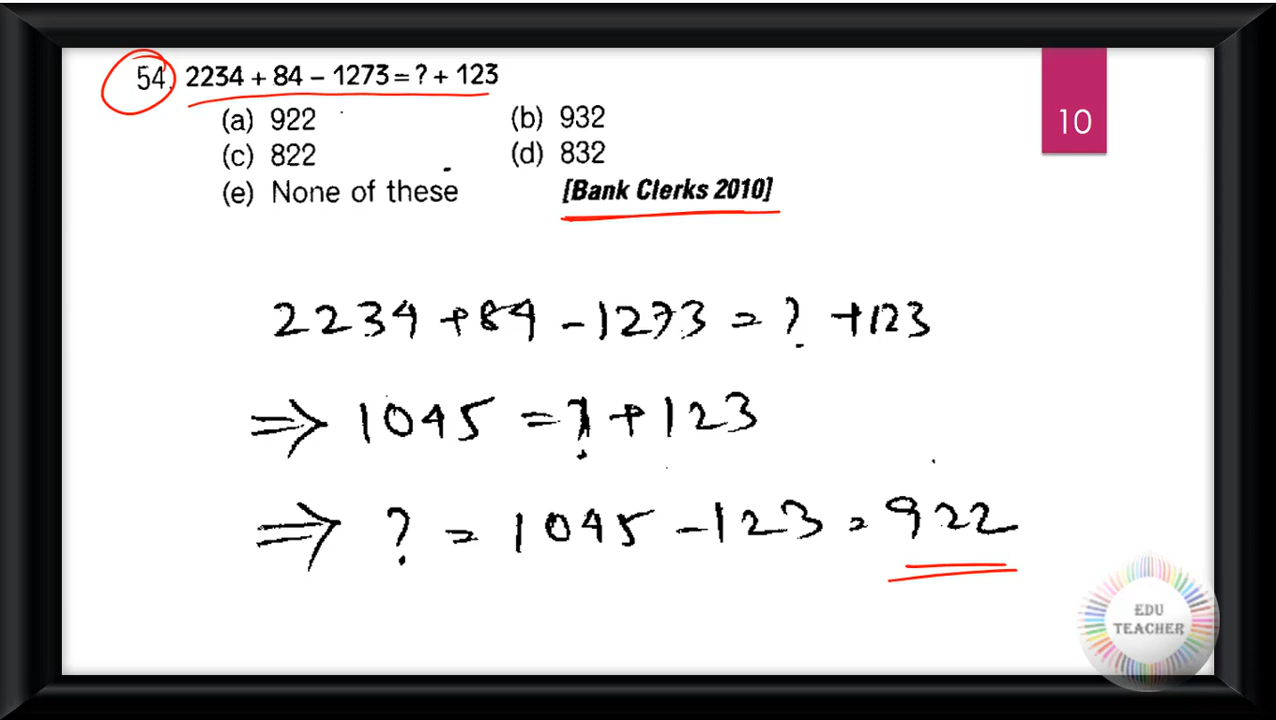 54. 2234 + 84 – 1273 = ? + 123
(a) 922 (b) 932
(c) 822 (d) 832
(e) None of these [Bank Clerks 2010]
10
2234 + 84 - 1273 = ? + 123
⇒ 1045 = ? + 123
⇒ ? = 1045 - 123 = 922
EDU
TEACHER